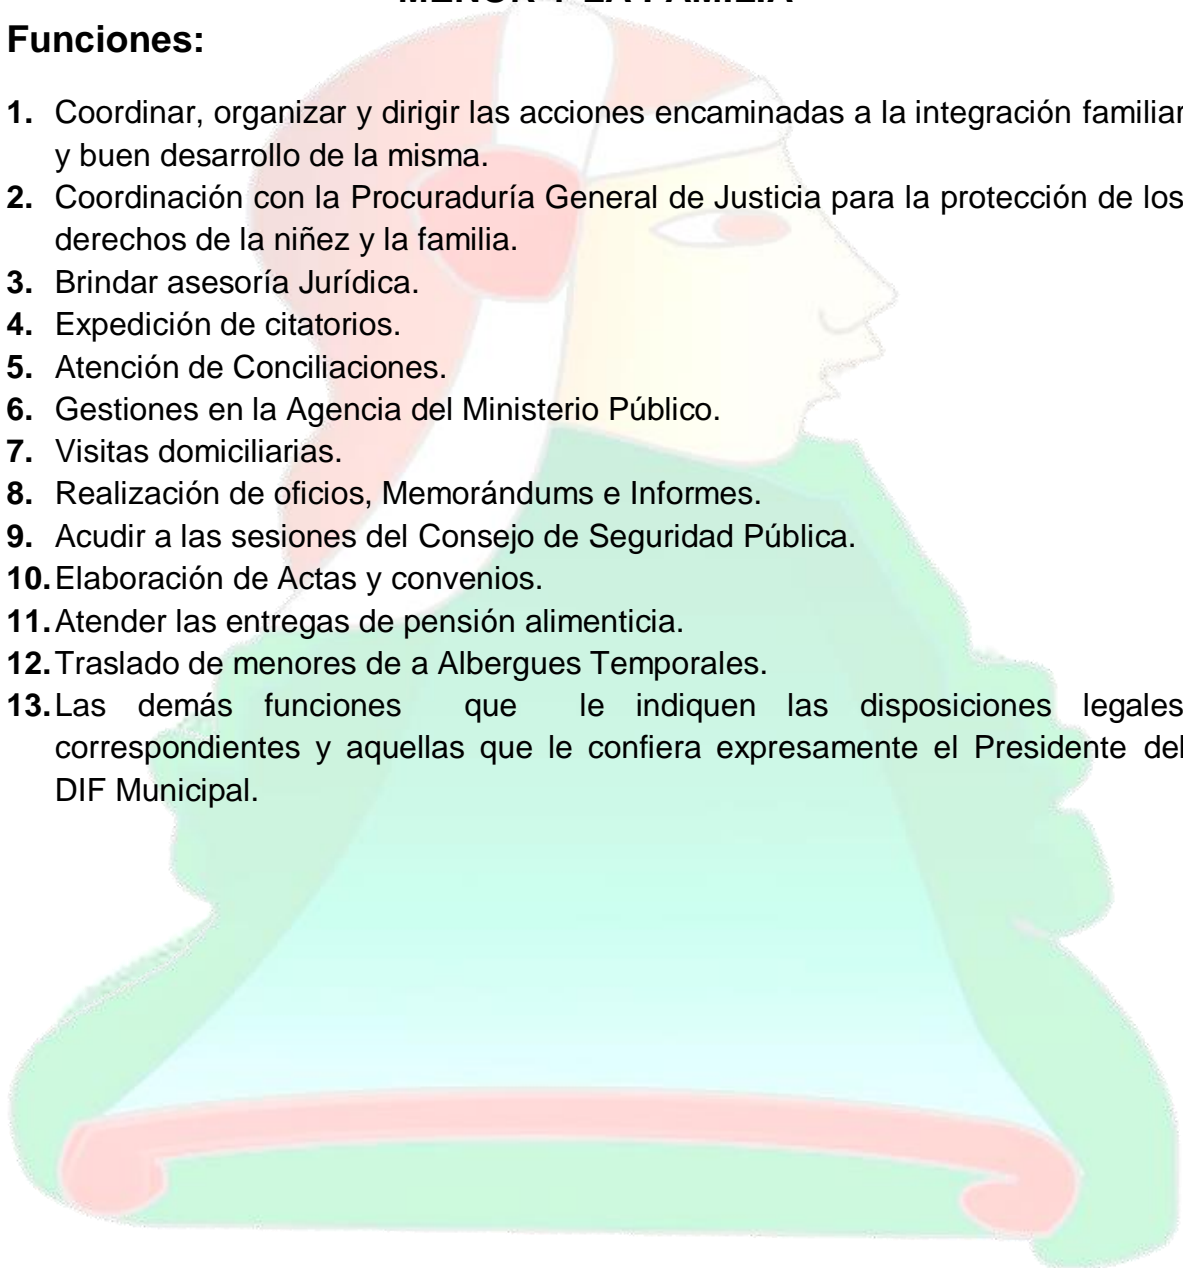 MENOR Y LA FAMILIA
Funciones:
1. Coordinar, organizar y dirigir las acciones encaminadas a la integración familiar
y buen desarrollo de la misma.
2. Coordinación con la Procuraduría General de Justicia para la protección de los
derechos de la niñez y la familia.
3. Brindar asesoría Jurídica.
4. Expedición de citatorios.
5. Atención de Conciliaciones.
6. Gestiones en la Agencia del Ministerio Público.
7. Visitas domiciliarias.
8. Realización de oficios, Memorándums e Informes.
9. Acudir a las sesiones del Consejo de Seguridad Pública.
10. Elaboración de Actas y convenios.
11. Atender las entregas de pensión alimenticia.
12. Traslado de menores de a Albergues Temporales.
13. Las demás funciones que le indiquen las disposiciones legales
correspondientes y aquellas que le confiera expresamente el Presidente del
DIF Municipal.